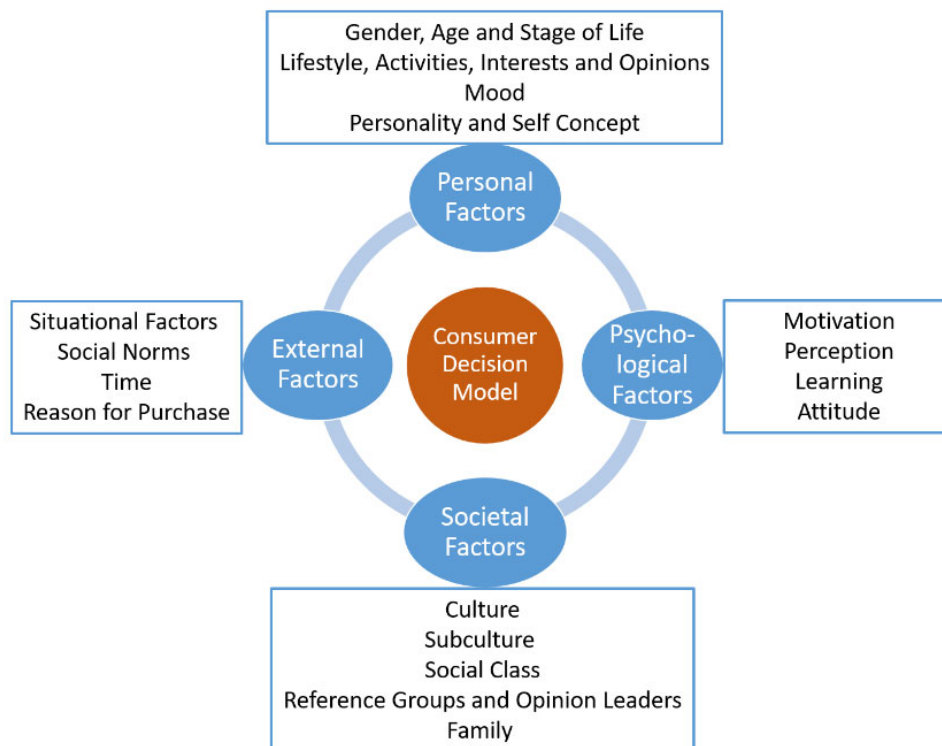 Gender, Age and Stage of Life
Lifestyle, Activities, Interests and Opinions
Mood
Personality and Self Concept
Personal
Factors
Situational Factors
Social Norms
Time
Reason for Purchase
External
Factors
Consumer
Decision
Model
Psycho-
logical
Factors
Motivation
Perception
Learning
Attitude
Societal
Factors
Culture
Subculture
Social Class
Reference Groups and Opinion Leaders
Family